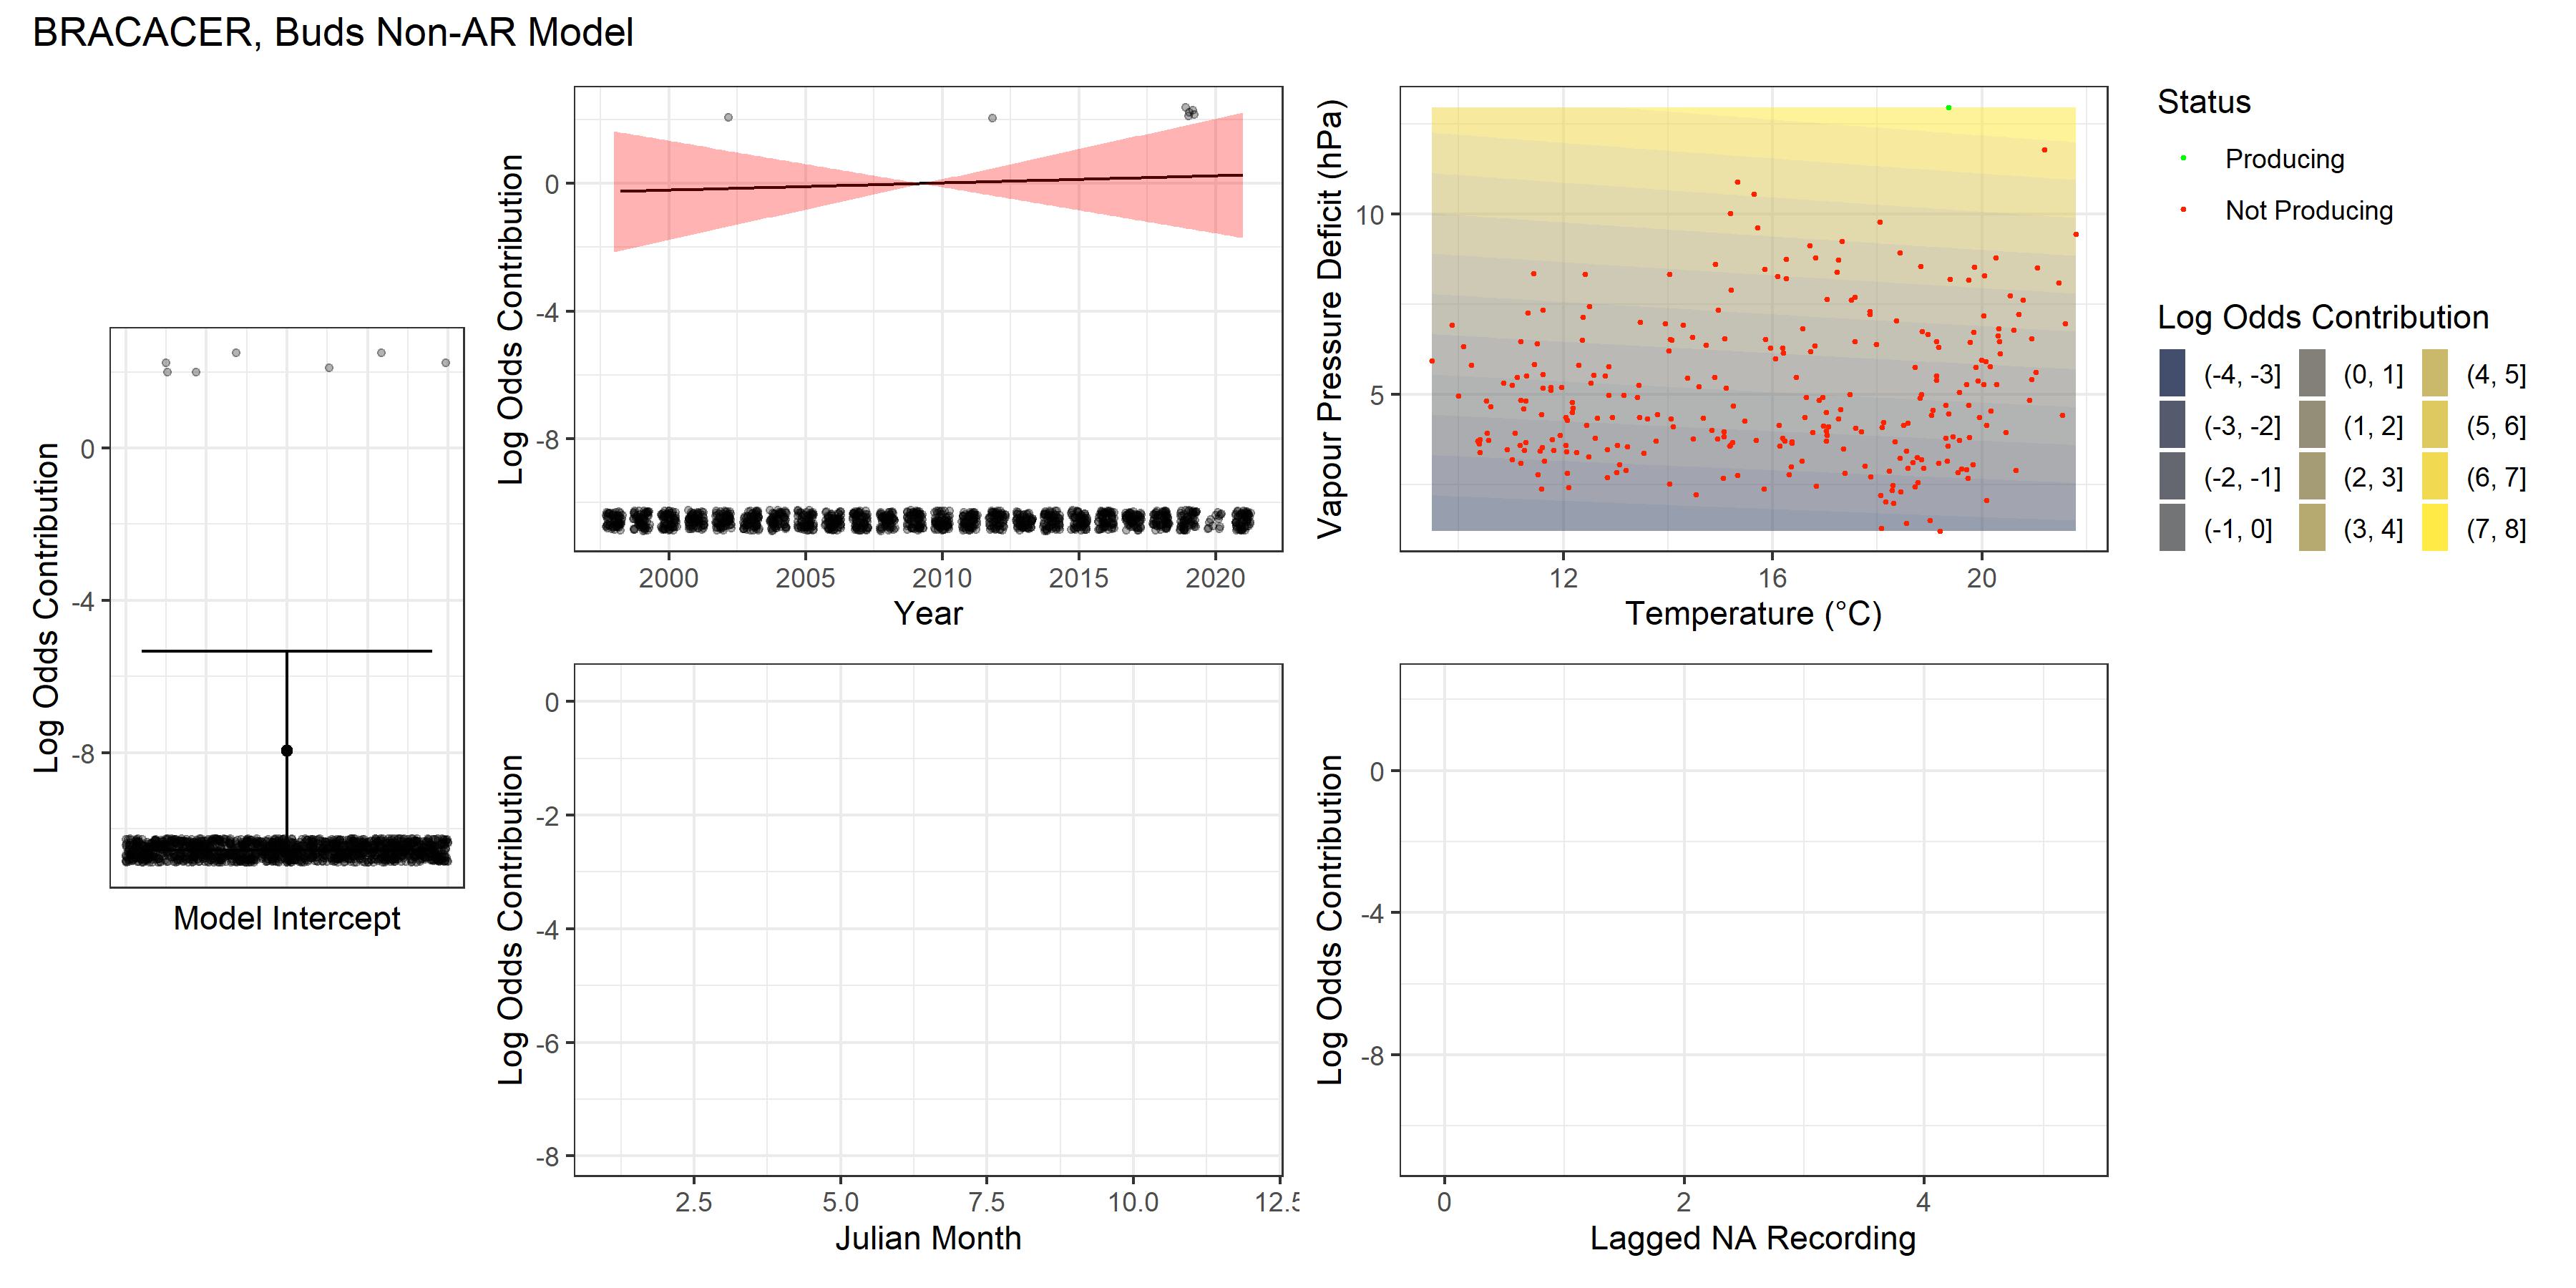 BRACACER, Buds Non-AR Model
Log Odds Contribution
0
-4
-8
Model Intercept
Log Odds Contribution
0
-4
-8
2000 2005 2010 2015 2020
Year
Vapour Pressure Deficit (hPa)
10
5
12 16 20
Temperature (°C)
Status
Producing
Not Producing
Log Odds Contribution
(-4, -3] (0, 1] (4, 5]
(-3, -2] (1, 2] (5, 6]
(-2, -1] (2, 3] (6, 7]
(-1, 0] (3, 4] (7, 8]
Log Odds Contribution
0
-2
-4
-6
-8
2.5 5.0 7.5 10.0 12.5
Julian Month
Log Odds Contribution
0
-4
-8
0 2 4
Lagged NA Recording